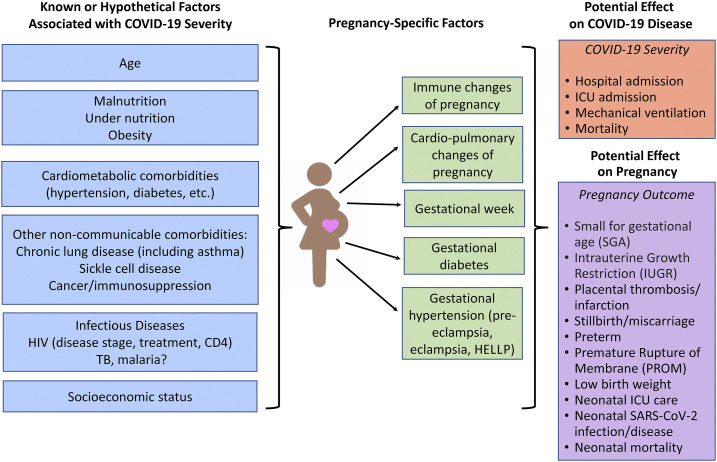 Known or Hypothetical Factors
Associated with COVID-19 Severity
Age
Malnutrition
Under nutrition
Obesity
Cardiometabolic comorbidities
(hypertension, diabetes, etc.)
Other non-communicable comorbidities:
Chronic lung disease (including asthma)
Sickle cell disease
Cancer/immunosuppression
Infectious Diseases
HIV (disease stage, treatment, CD4)
TB, malaria?
Socioeconomic status
Pregnancy-Specific Factors
Immune changes
of pregnancy
Cardio-pulmonary
changes of
pregnancy
Gestational week
Gestational
diabetes
Gestational
hypertension (pre-
eclampsia,
eclampsia, HELLP)
Potential Effect
on COVID-19 Disease
COVID-19 Severity
• Hospital admission
• ICU admission
• Mechanical ventilation
• Mortality
Potential Effect
on Pregnancy
Pregnancy Outcome
• Small for gestational
age (SGA)
• Intrauterine Growth
Restriction (IUGR)
• Placental thrombosis/
infarction
• Stillbirth/miscarriage
• Preterm
• Premature Rupture of
Membrane (PROM)
• Low birth weight
• Neonatal ICU care
• Neonatal SARS-CoV-2
infection/disease
• Neonatal mortality